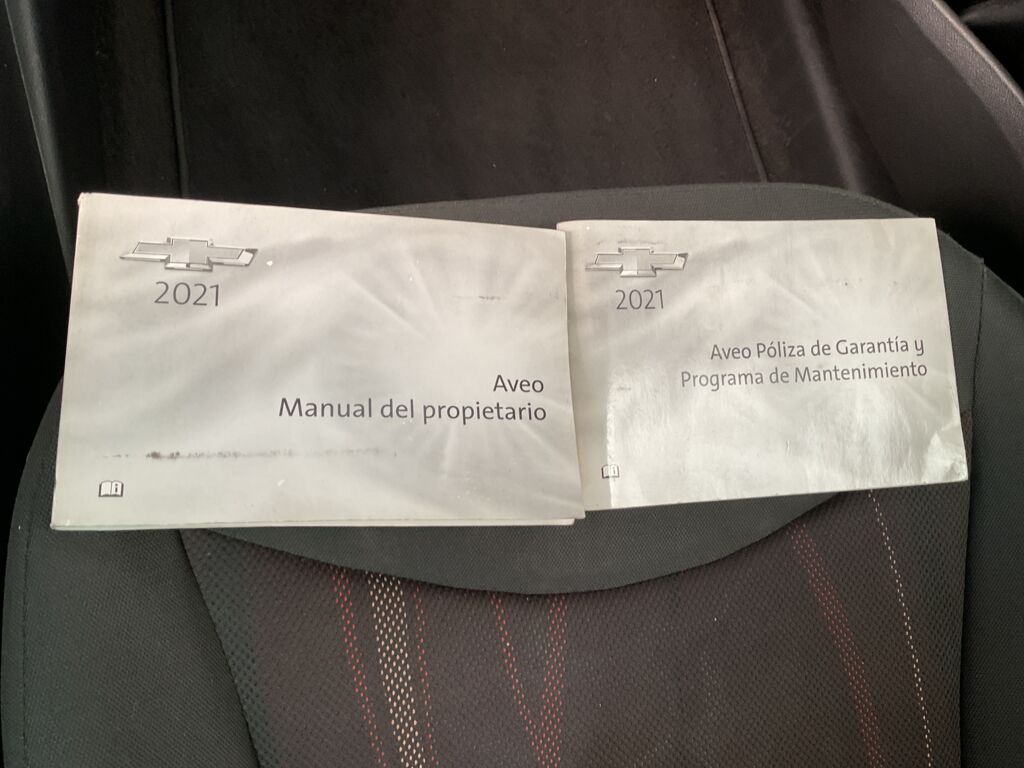 2021
Aveo
Manual del propietario
2021
Aveo Póliza de Garantía y
Programa de Mantenimiento